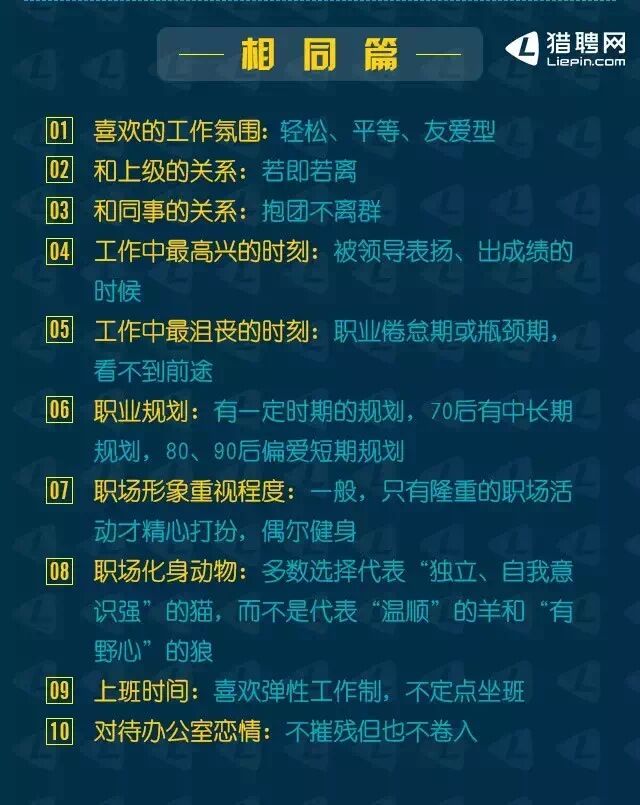 猎聘网
Liepin.com
相同篇
01 喜欢的工作氛围：轻松、平等、友爱型
02 和上级的关系：若即若离
03 和同事的关系：抱团不离群
04 工作中最高兴的时刻：被领导表扬、出成绩的
时候
05 工作中最沮丧的时刻：职业倦怠期或瓶颈期，
看不到前途
06 职业规划：有一定时期的规划，70后有中长期
规划，80、90后偏爱短期规划
07 职场形象重视程度：一般，只有隆重的职场活
动才精心打扮，偶尔健身
08 职场化身动物：多数选择代表“独立、自我意
识强”的猫，而不是代表“温顺”的羊和“有
野心”的狼
09 上班时间：喜欢弹性工作制，不定点坐班
10 对待办公室恋情：不摧残但也不卷入